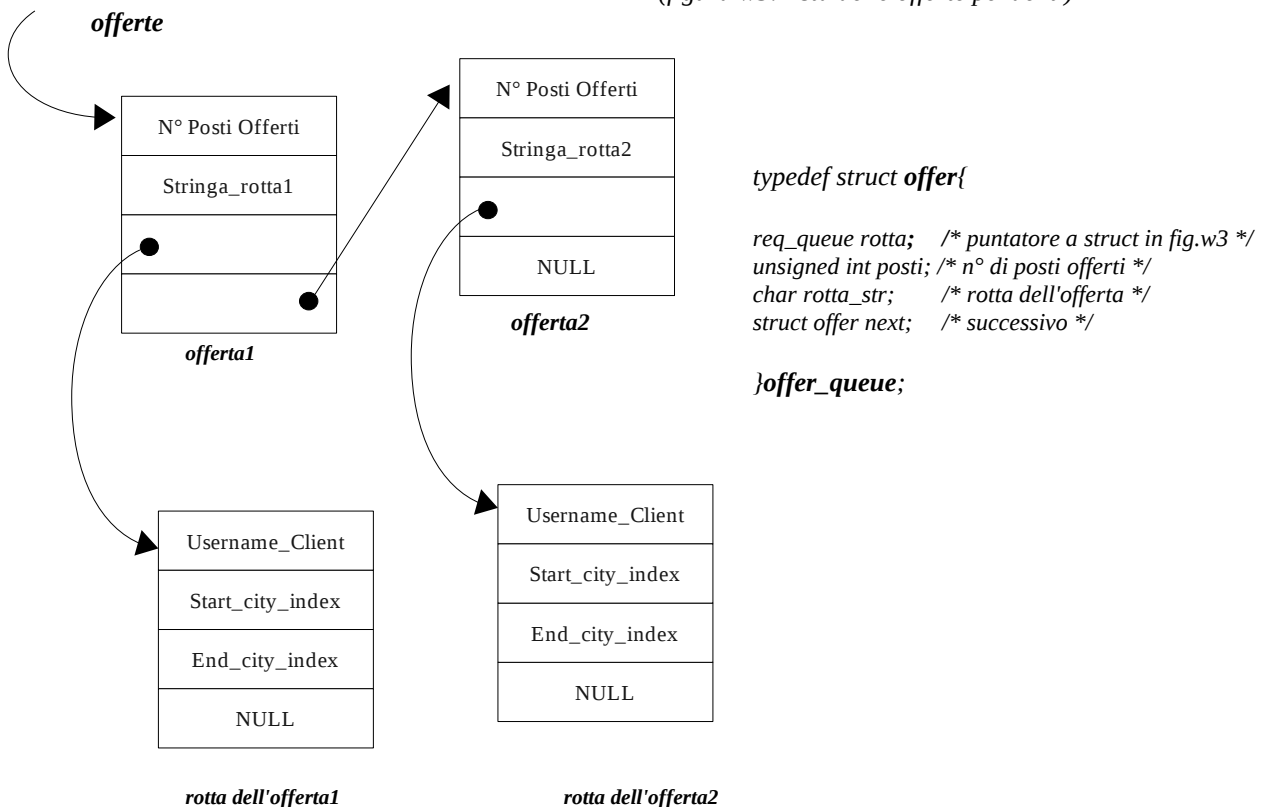 offerte
N° Posti Offerti
Stringa_rotta1
offerta1
N° Posti Offerti
Stringa_rotta2
NULL
offerta2
typedef struct offer{
req_queue rotta; /* puntatore a struct in fig.w3 */
unsigned int posti; /* n° di posti offerti */
char rotta_str; /* rotta dell'offerta */
struct offer next; /* successivo */
}offer_queue;
Username_Client
Start_city_index
End_city_index
NULL
rotta dell'offerta1
Username_Client
Start_city_index
End_city_index
NULL
rotta dell'offerta2